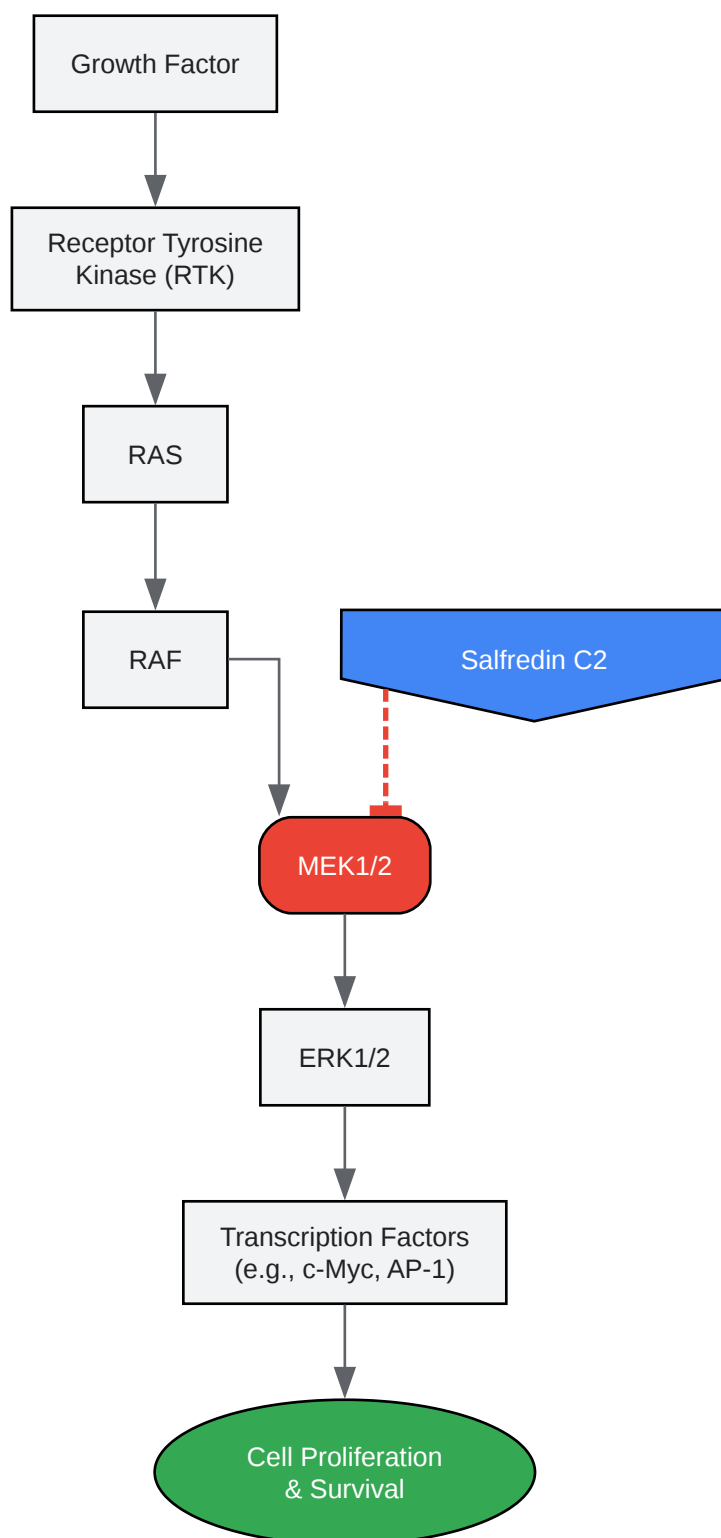 Growth Factor
Receptor Tyrosine
Kinase (RTK)
RAS
RAF
Salfredin C2
MEK1/2
ERK1/2
Transcription Factors
(e.g., c-Myc, AP-1)
Cell Proliferation
& Survival